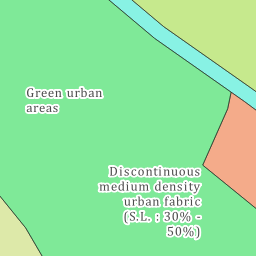 Green urban
areas
Discontinuous
medium density
urban fabric
(S.L. : 30% -
50%)